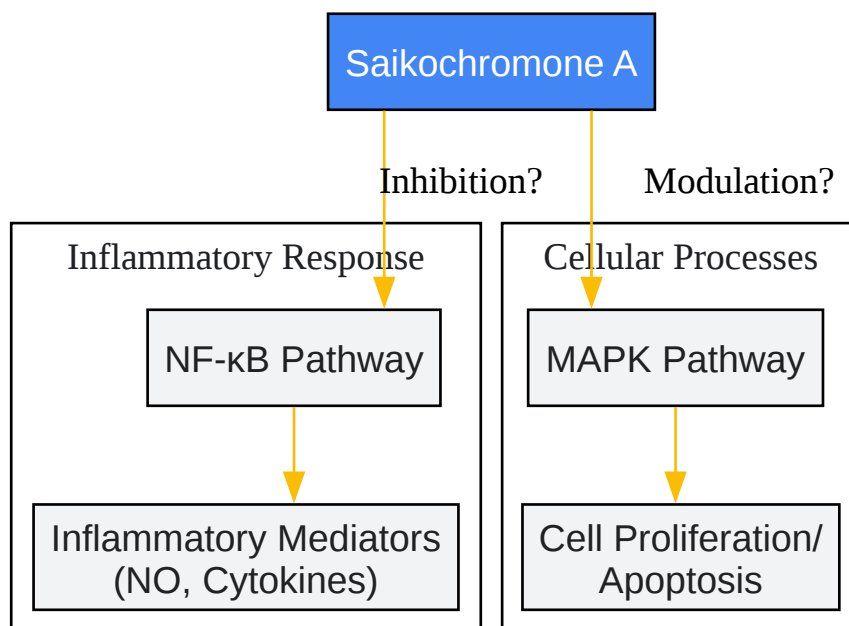 Saikochromone A
Inhibition?
Modulation?
Inflammatory Response
Cellular Processes
NF-κB Pathway
MAPK Pathway
Inflammatory Mediators
(NO, Cytokines)
Cell Proliferation/
Apoptosis